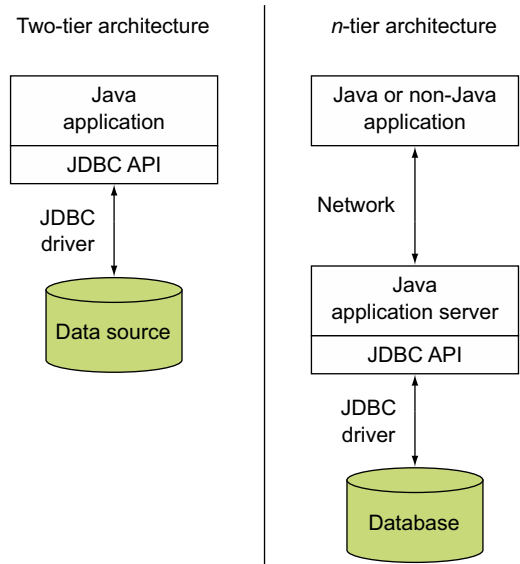 Two-tier architecture
Java
application
JDBC API
JDBC
driver
Data source
n-tier architecture
Java or non-Java
application
Network
Java
application server
JDBC API
JDBC
driver
Database